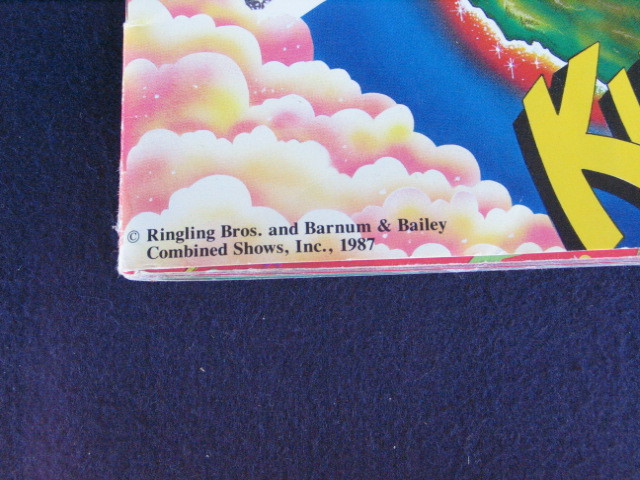 © Ringling Bros. and Barnum & Bailey
Combined Shows, Inc., 1987